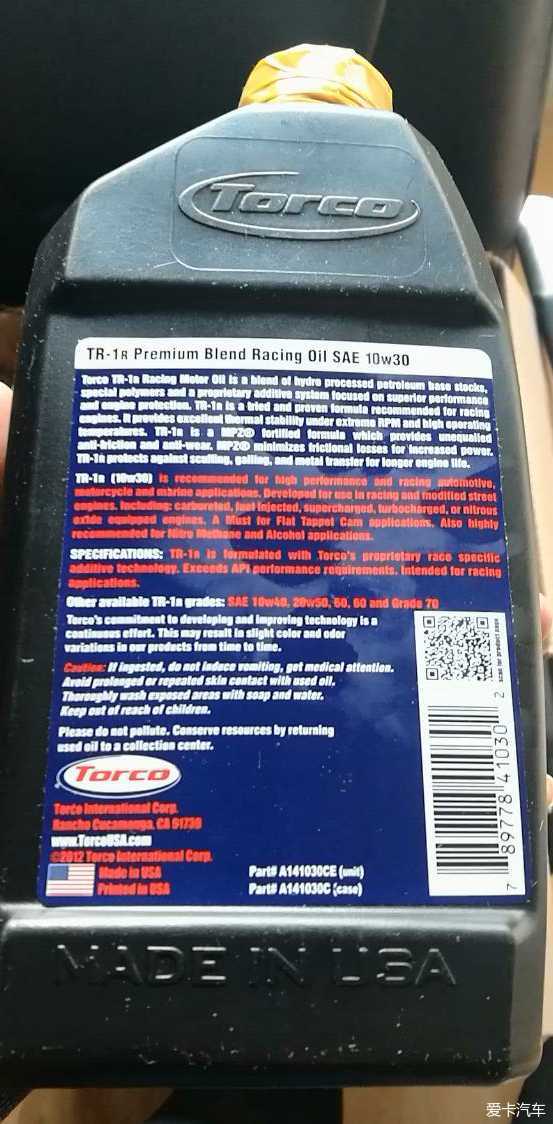 Torco
TR-1R Premium Blend Racing Oil SAE 10w30
Torco TR-1R Racing Motor Oil is a blend of hydro processed petroleum base stocks,
special polymers and a proprietary additive system focused on superior performance
and engine protection. TR-1R is a tried and proven formula recommended for racing
engines. It provides excellent thermal stability under extreme RPM and high operating
temperatures. TR-1R is a MPZ® fortified formula which provides unequalled
anti-friction and anti-wear. MPZ® minimizes frictional losses for increased power.
TR-1R protects against scuffing, galling, and metal transfer for longer engine life.
TR-1R (10w30) is recommended for high performance and racing automotive,
motorcycle and marine applications. Developed for use in racing and modified street
engines. Including: carbureted, fuel injected, supercharged, turbocharged, or nitrous
oxide equipped engines. A Must for Flat Tappet Cam applications. Also highly
recommended for Nitro Methane and Alcohol applications.
SPECIFICATIONS: TR-1R is formulated with Torco's proprietary race specific
additive technology. Exceeds API performance requirements. Intended for racing
applications.
Other available TR-1R grades: SAE 10w40, 20w50, 50, 60 and Grade 70
Torco's commitment to developing and improving technology is a
continuous effort. This may result in slight color and odor
variations in our products from time to time.
Caution: If ingested, do not induce vomiting, get medical attention.
Avoid prolonged or repeated skin contact with used oil.
Thoroughly wash exposed areas with soap and water.
Keep out of reach of children.
Please do not pollute. Conserve resources by returning
used oil to a collection center.
scan for product page
7 89778 41030 2
Torco
Torco International Corp.
Rancho Cucamonga, CA 91730
www.TorcoUSA.com
©2012 Torco International Corp.
Made in USA
Printed in USA
Part# A141030CE (unit)
Part# A141030C (case)
MADE IN USA
爱卡汽车